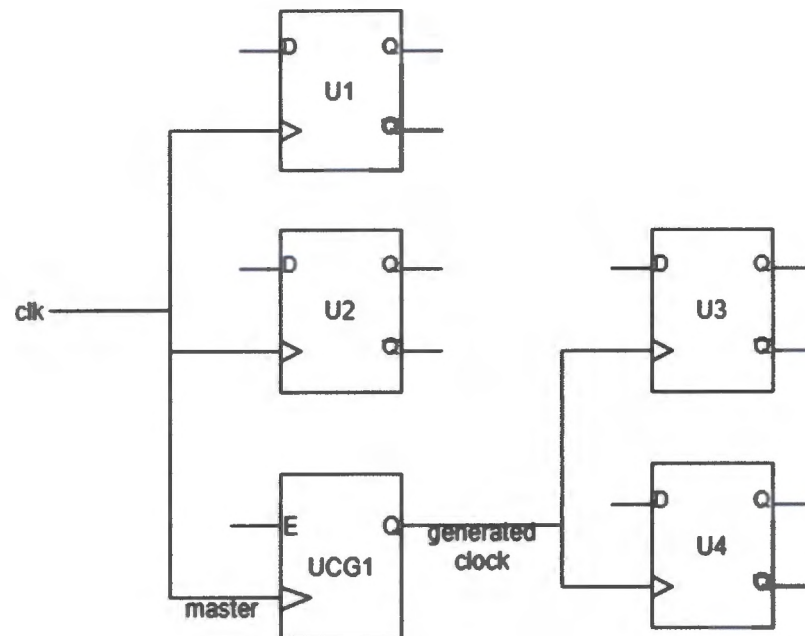 D Q
U1
Q
D Q
U2
Q
clk
E Q
UCG1
master
generated
clock
D Q
U3
Q
D Q
U4
Q